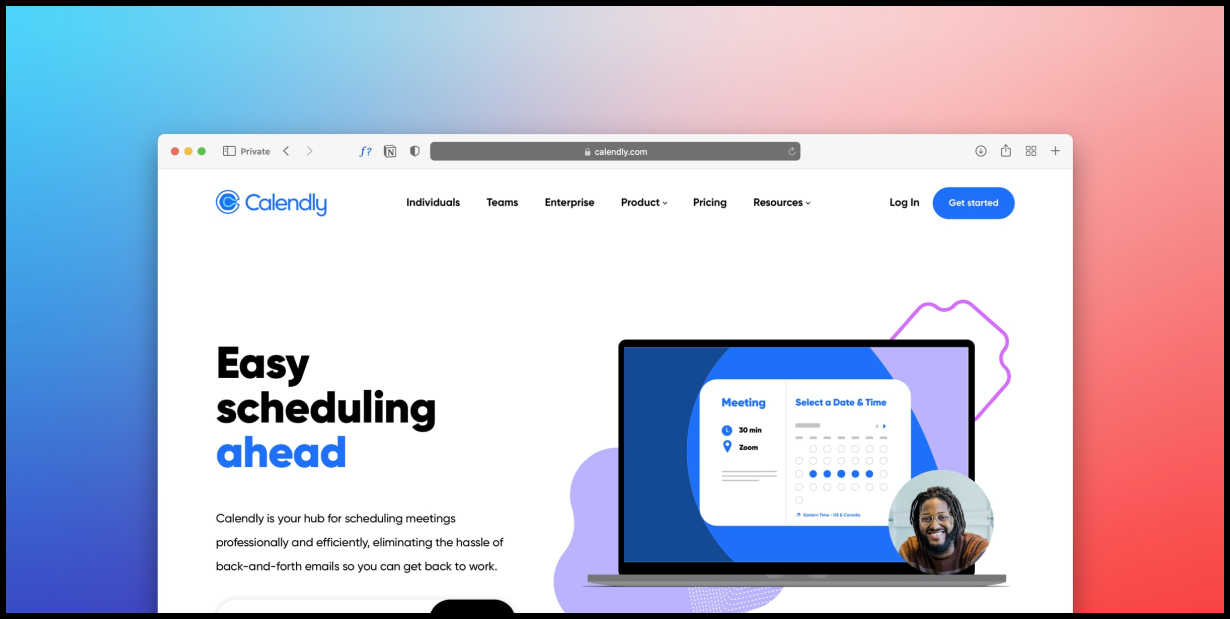 Private
f?
N
calendly.com
Calendly
Individuals Teams Enterprise Product Pricing Resources Log In Get started
Easy
scheduling
ahead
Calendly is your hub for scheduling meetings
professionally and efficiently, eliminating the hassle of
back-and-forth emails so you can get back to work.
Meeting
30 min
Zoom
Select a Date & Time
Eastern Time - US & Canada